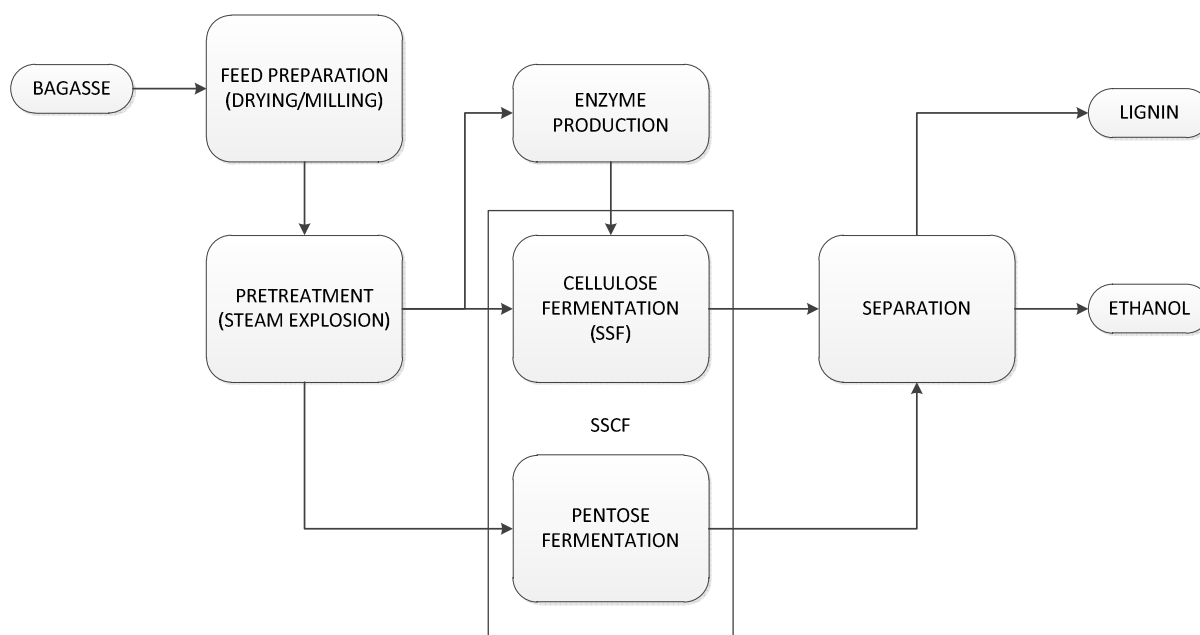 BAGASSE
FEED PREPARATION
(DRYING/MILLING)
ENZYME
PRODUCTION
LIGNIN
PRETREATMENT
(STEAM EXPLOSION)
CELLULOSE
FERMENTATION
(SSF)
SEPARATION
ETHANOL
SSCF
PENTOSE
FERMENTATION